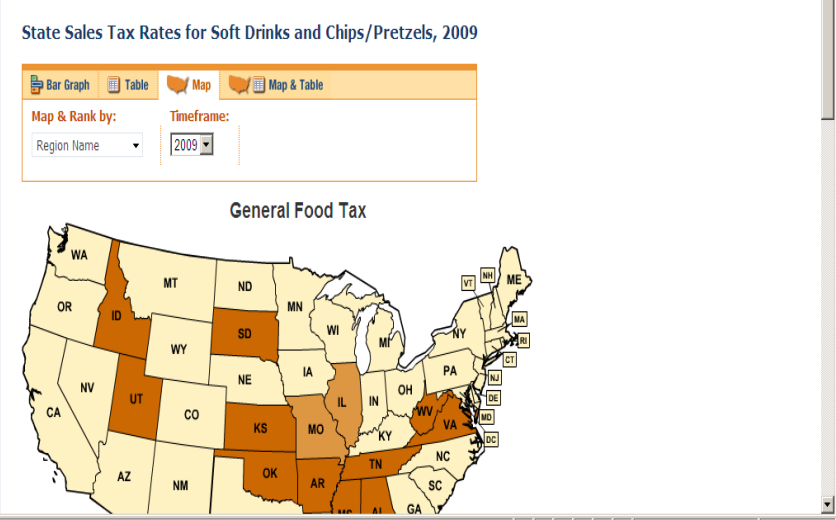 State Sales Tax Rates for Soft Drinks and Chips/Pretzels, 2009
Bar Graph Table Map Map & Table
Map & Rank by: Timeframe:
Region Name 2009
General Food Tax
WA
MT
ND
MN
VT
NH
ME
OR
ID
SD
WI
MI
NY
MA
RI
CT
WY
IA
PA
NJ
NE
OH
IN
IL
DE
NV
UT
CO
CA
KS
MO
WV
VA
MD
KY
DC
AZ
NM
OK
AR
TN
NC
SC
MS
AL
GA